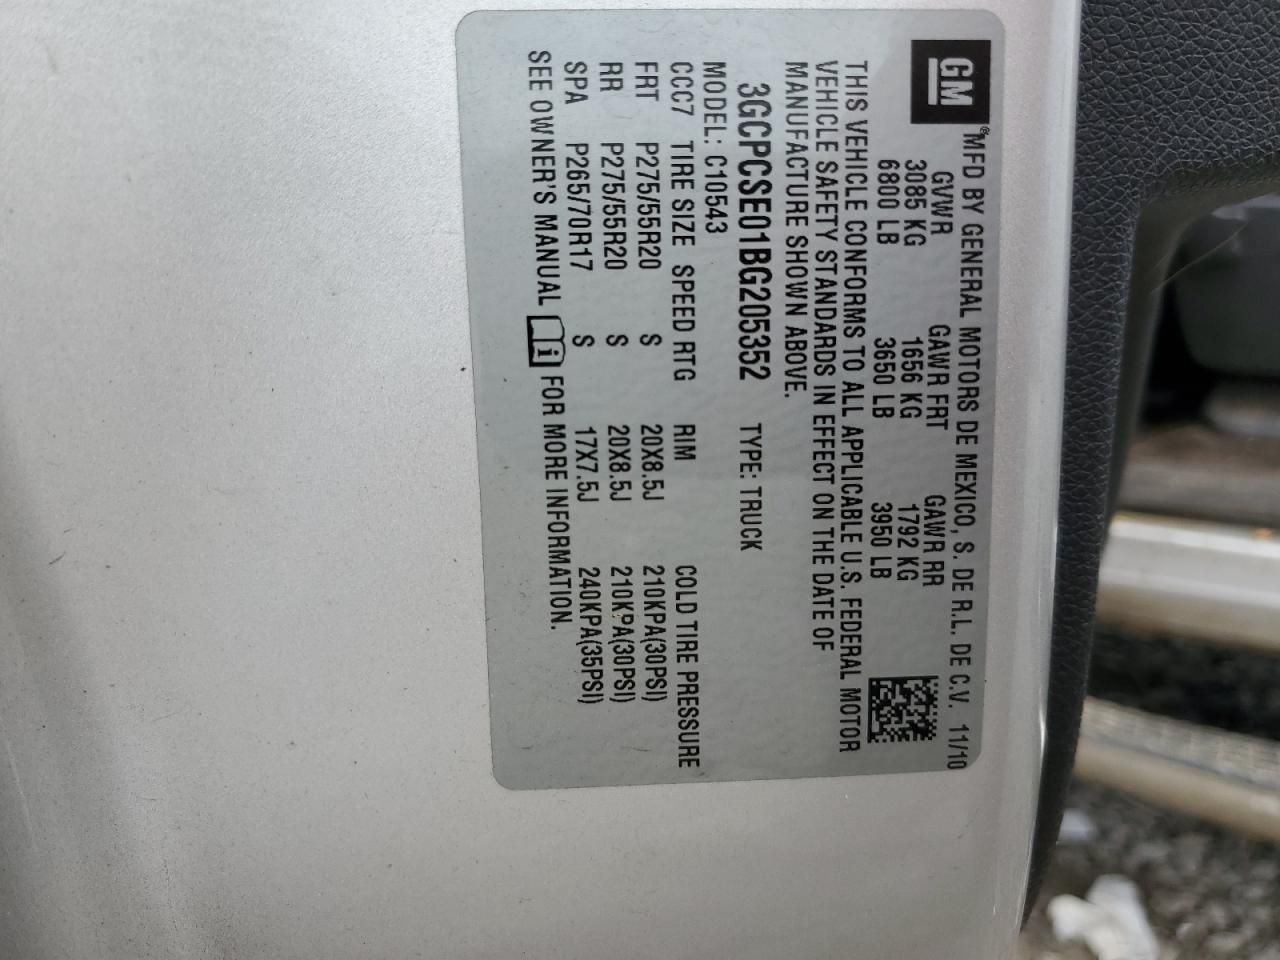 GM
® MFD BY GENERAL MOTORS DE MEXICO, S. DE R.L. DE C.V. 11/10
GVWR GAWR FRT GAWR RR
3085 KG 1656 KG 1792 KG
6800 LB 3650 LB 3950 LB
THIS VEHICLE CONFORMS TO ALL APPLICABLE U.S. FEDERAL MOTOR
VEHICLE SAFETY STANDARDS IN EFFECT ON THE DATE OF
MANUFACTURE SHOWN ABOVE.
3GCPCSE01BG205352 TYPE: TRUCK
MODEL: C10543
CCC7 TIRE SIZE SPEED RTG RIM COLD TIRE PRESSURE
FRT P275/55R20 S 20X8.5J 210KPA(30PSI)
RR P275/55R20 S 20X8.5J 210KPA(30PSI)
SPA P265/70R17 S 17X7.5J 240KPA(35PSI)
SEE OWNER'S MANUAL i FOR MORE INFORMATION.